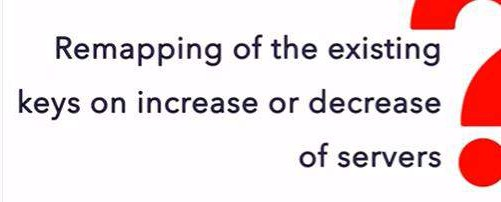 Remapping of the existing
keys on increase or decrease
of servers
?